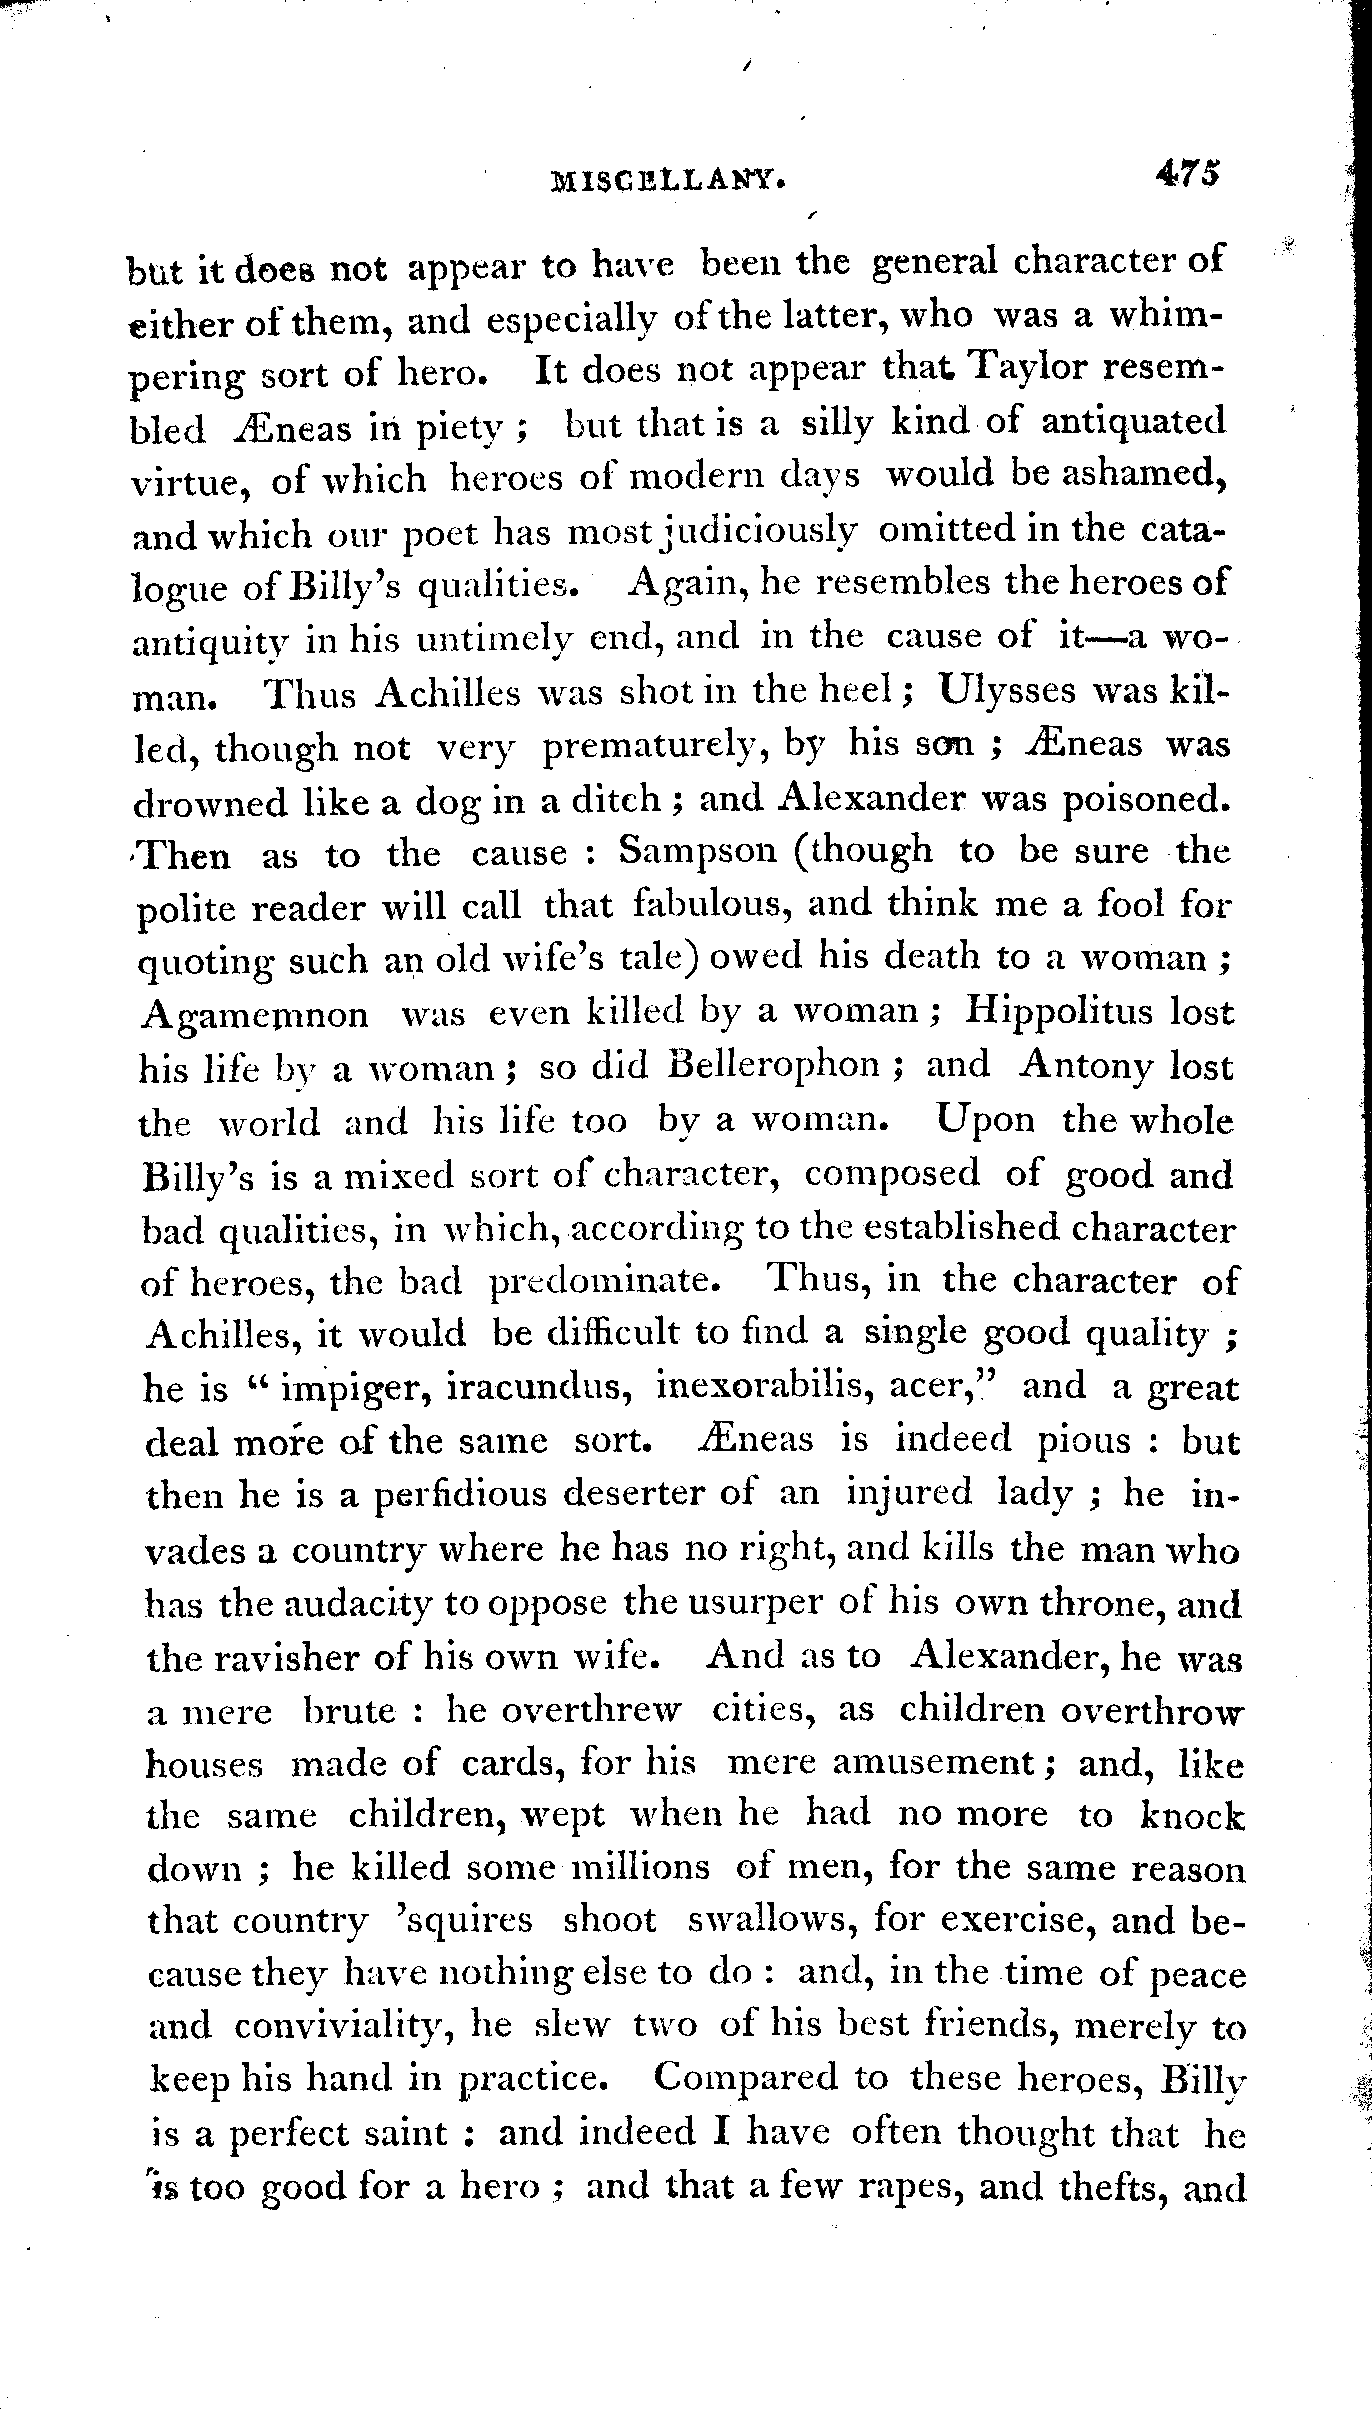 MISCELLANY. 475
but it does not appear to have been the general character of
either of them, and especially of the latter, who was a whim-
pering sort of hero. It does not appear that Taylor resem-
bled Æneas in piety ; but that is a silly kind of antiquated
virtue, of which heroes of modern days would be ashamed,
and which our poet has most judiciously omitted in the cata-
logue of Billy's qualities. Again, he resembles the heroes of
antiquity in his untimely end, and in the cause of it—a wo-
man. Thus Achilles was shot in the heel ; Ulysses was kil-
led, though not very prematurely, by his son ; Æneas was
drowned like a dog in a ditch ; and Alexander was poisoned.
Then as to the cause : Sampson (though to be sure the
polite reader will call that fabulous, and think me a fool for
quoting such an old wife's tale) owed his death to a woman ;
Agamemnon was even killed by a woman ; Hippolitus lost
his life by a woman ; so did Bellerophon ; and Antony lost
the world and his life too by a woman. Upon the whole
Billy's is a mixed sort of character, composed of good and
bad qualities, in which, according to the established character
of heroes, the bad predominate. Thus, in the character of
Achilles, it would be difficult to find a single good quality ;
he is " impiger, iracundus, inexorabilis, acer," and a great
deal more of the same sort. Æneas is indeed pious : but
then he is a perfidious deserter of an injured lady ; he in-
vades a country where he has no right, and kills the man who
has the audacity to oppose the usurper of his own throne, and
the ravisher of his own wife. And as to Alexander, he was
a mere brute : he overthrew cities, as children overthrow
houses made of cards, for his mere amusement ; and, like
the same children, wept when he had no more to knock
down ; he killed some millions of men, for the same reason
that country 'squires shoot swallows, for exercise, and be-
cause they have nothing else to do : and, in the time of peace
and conviviality, he slew two of his best friends, merely to
keep his hand in practice. Compared to these heroes, Billy
is a perfect saint : and indeed I have often thought that he
is too good for a hero ; and that a few rapes, and thefts, and